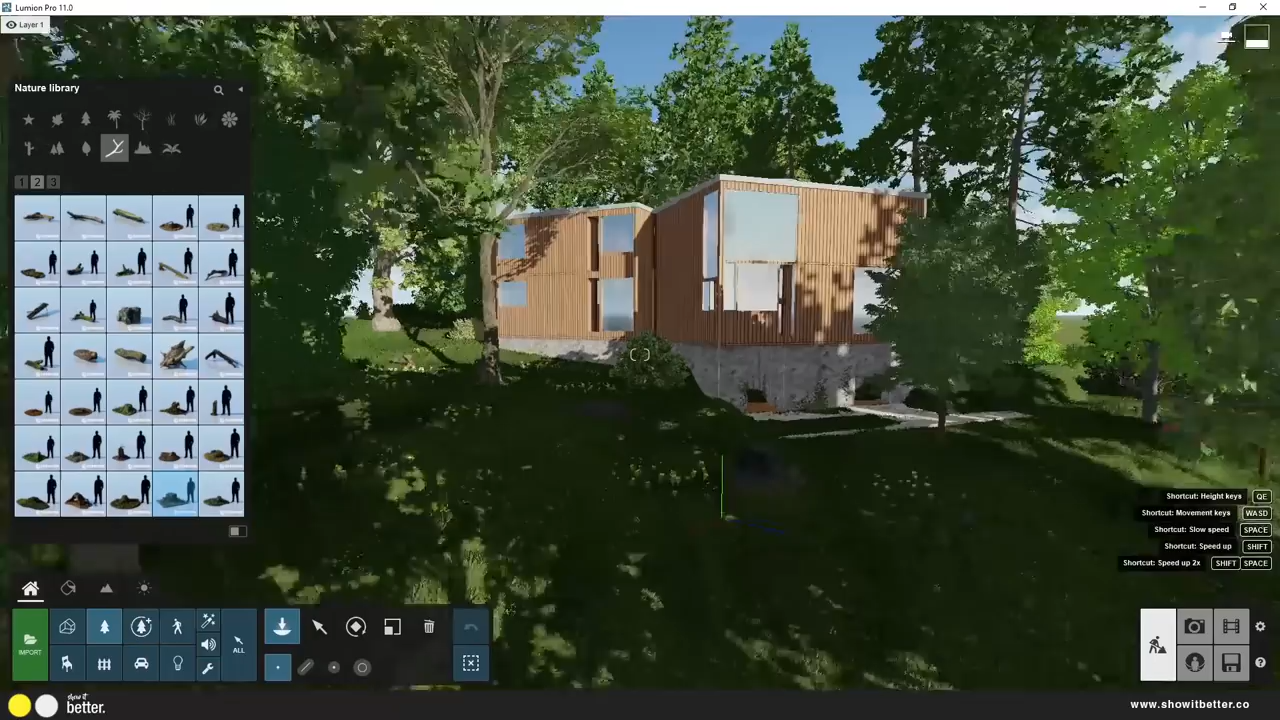 Lumion Pro 11.0
Layer 1
Nature library
1 2 3
Shortcut: Height keys QE
Shortcut: Movement keys WASD
Shortcut: Slow speed SPACE
Shortcut: Speed up SHIFT
Shortcut: Speed up 2x SHIFT SPACE
IMPORT
ALL
show it
better.
www.showitbetter.co